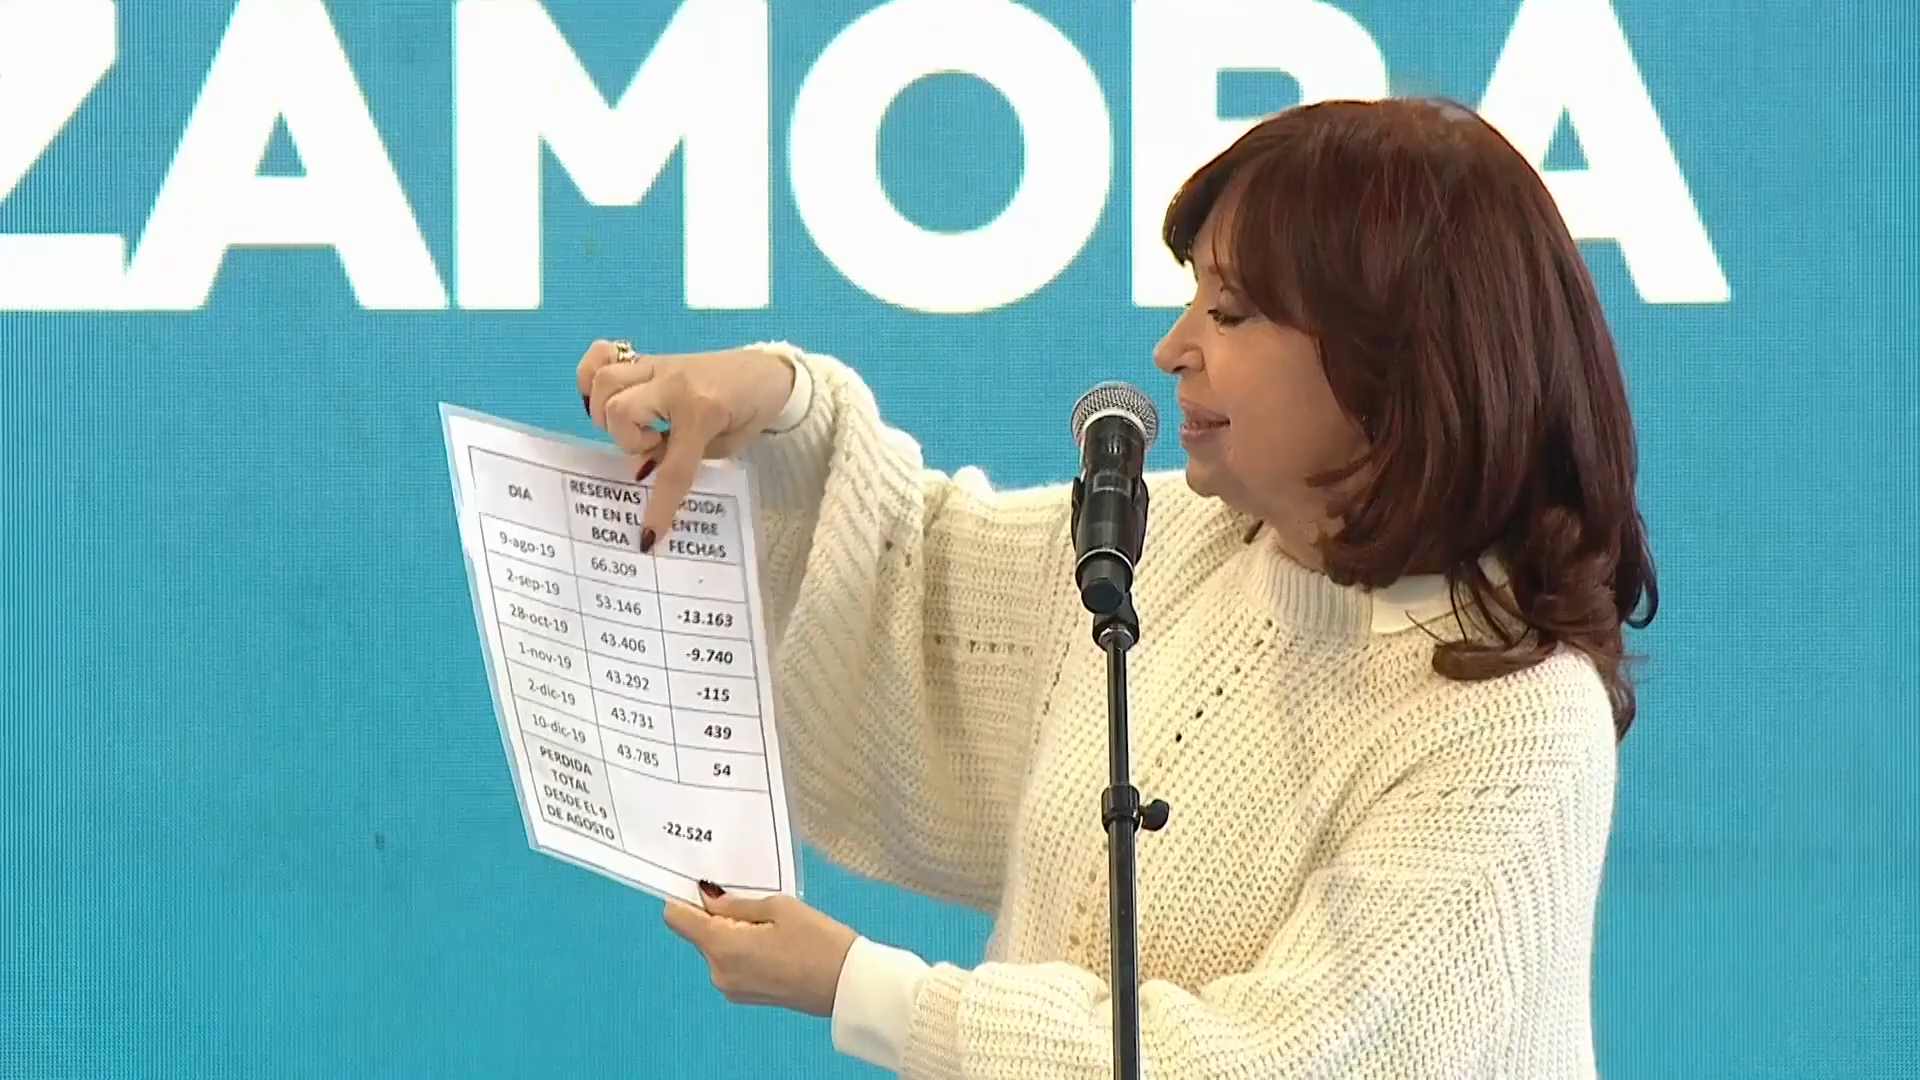 ZAMORA
DIA
RESERVAS
INT EN EL
BCRA
RDIDA
ENTRE
FECHAS
9-ago-19 66.309 -
2-sep-19 53.146 -13.163
28-oct-19 43.406 -9.740
1-nov-19 43.292 -115
2-dic-19 43.731 439
10-dic-19 43.785 54
PERDIDA
TOTAL
DESDE EL 9
DE AGOSTO
-22.524